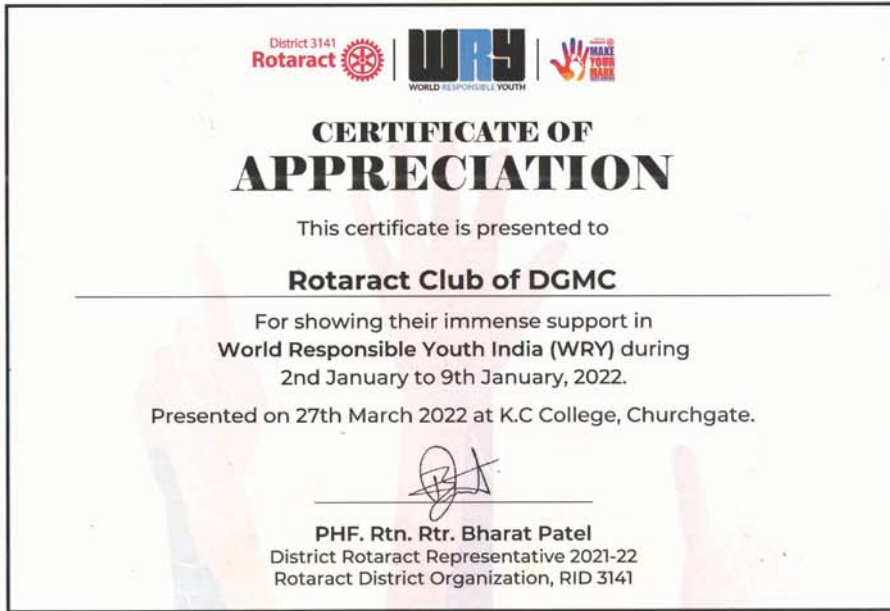 District 3141
Rotaract
WRY
WORLD RESPONSIBLE YOUTH
MAKE
YOUR
MARK
CERTIFICATE OF
APPRECIATION
This certificate is presented to
Rotaract Club of DGMC
For showing their immense support in
World Responsible Youth India (WRY) during
2nd January to 9th January, 2022.
Presented on 27th March 2022 at K.C College, Churchgate.
PHF. Rtn. Rtr. Bharat Patel
District Rotaract Representative 2021-22
Rotaract District Organization, RID 3141